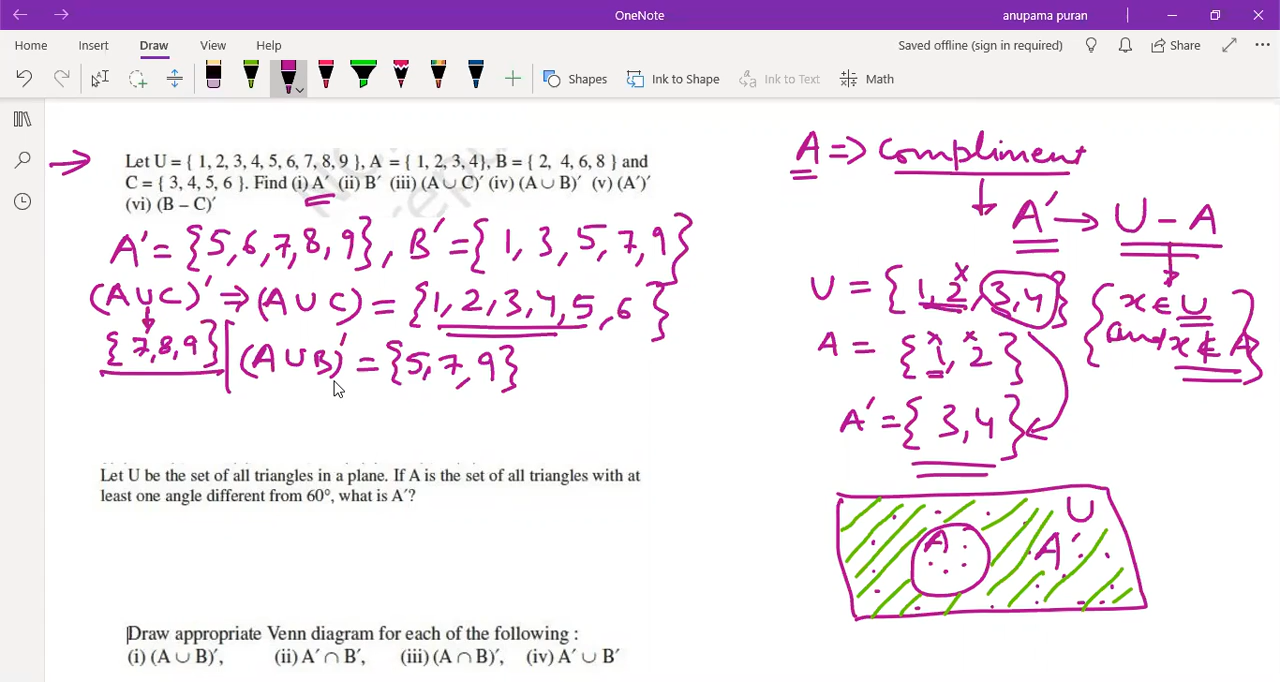 OneNote
anupama puran
Home Insert Draw View Help
Saved offline (sign in required)
Share
Shapes
Ink to Shape
Ink to Text
Math
Let U = { 1, 2, 3, 4, 5, 6, 7, 8, 9 }, A = { 1, 2, 3, 4}, B = { 2, 4, 6, 8 } and
C = { 3, 4, 5, 6 }. Find (i) A′ (ii) B′ (iii) (A ∪ C)′ (iv) (A ∪ B)′ (v) (A′)′
(vi) (B – C)′
A′ = {5,6,7,8,9}, B′ = {1,3,5,7,9}
(A∪C)′ ⇒ (A∪C) = {1,2,3,4,5,6}
{7,8,9} | (A∪B)′ = {5,7,9}
Let U be the set of all triangles in a plane. If A is the set of all triangles with at
least one angle different from 60°, what is A′?
Draw appropriate Venn diagram for each of the following :
(i) (A ∪ B)′, (ii) A′ ∩ B′, (iii) (A ∩ B)′, (iv) A′ ∪ B′
A ⇒ compliment
A′ → U − A
U = {1,2,3,4}
A = {1,2}
A′ = {3,4}
{x ∈ U
and x ∉ A}
U
A
A′